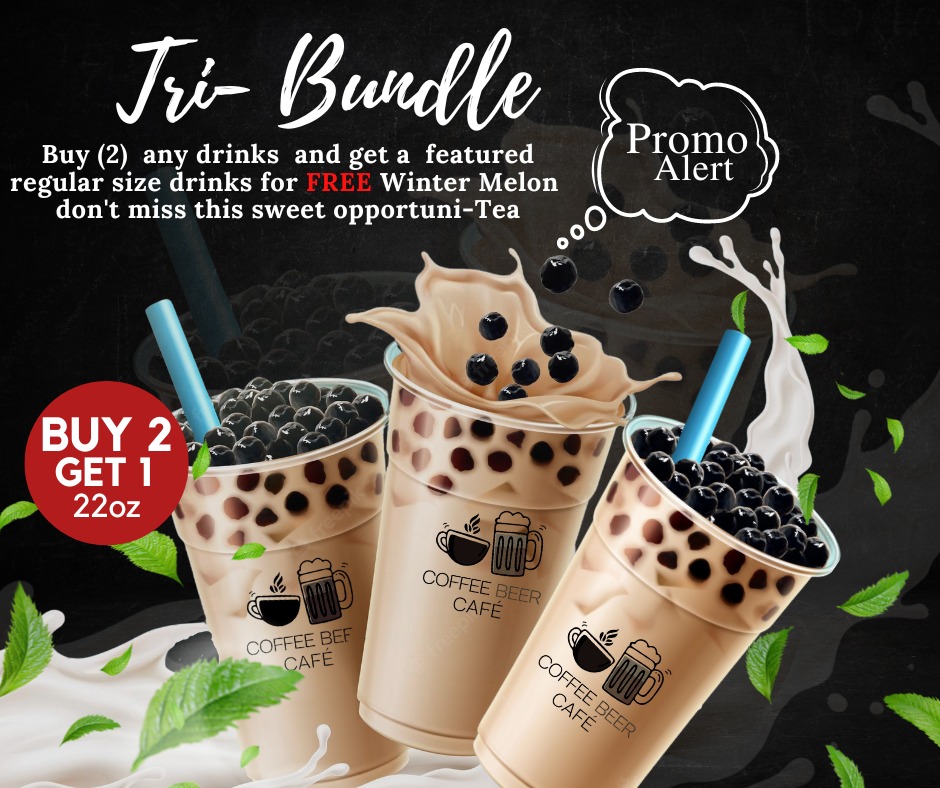 Tri- Bundle
Buy (2) any drinks and get a featured
regular size drinks for FREE Winter Melon
don't miss this sweet opportuni-Tea
Promo
Alert
BUY 2
GET 1
22oz
COFFEE BEER
CAFÉ
COFFEE BEER
CAFÉ
COFFEE BEER
CAFÉ